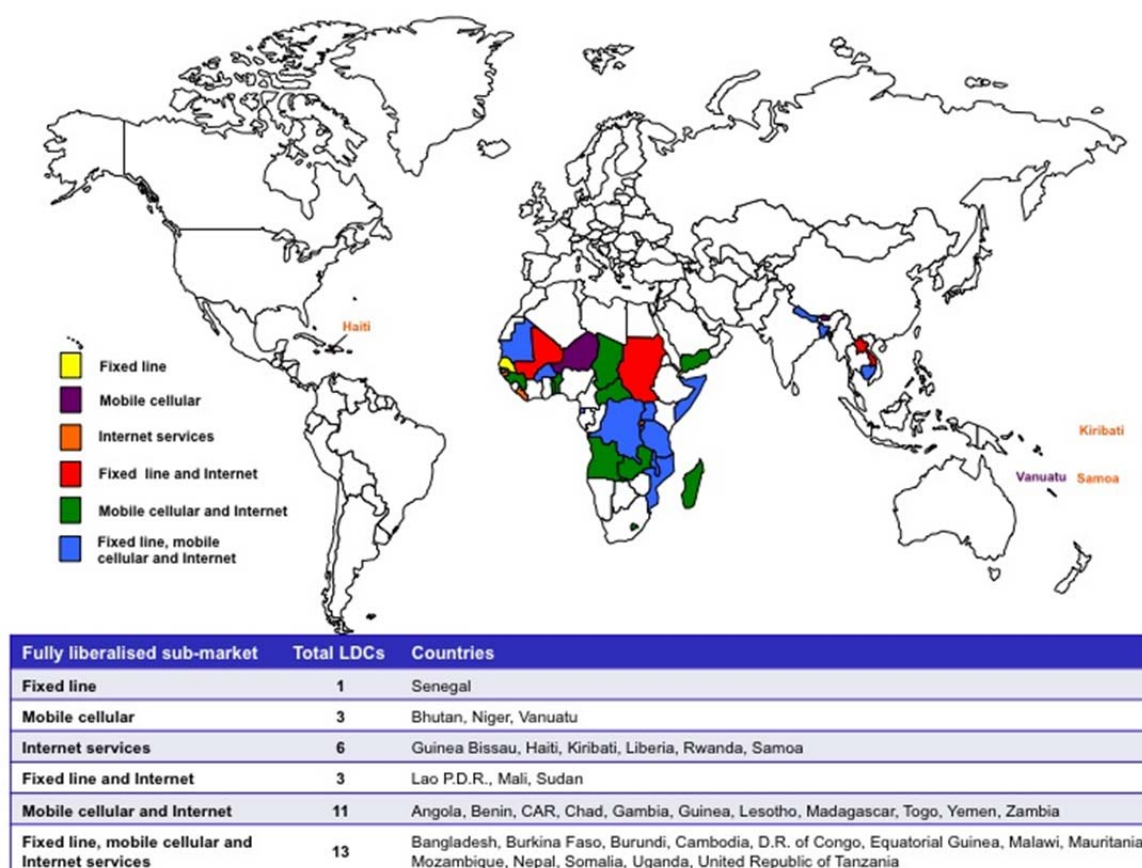 Haiti
Fixed line
Mobile cellular
Internet services
Fixed line and Internet
Mobile cellular and Internet
Fixed line, mobile
cellular and Internet
Kiribati
Vanuatu Samoa
Fully liberalised sub-market Total LDCs Countries
Fixed line 1 Senegal
Mobile cellular 3 Bhutan, Niger, Vanuatu
Internet services 6 Guinea Bissau, Haiti, Kiribati, Liberia, Rwanda, Samoa
Fixed line and Internet 3 Lao P.D.R., Mali, Sudan
Mobile cellular and Internet 11 Angola, Benin, CAR, Chad, Gambia, Guinea, Lesotho, Madagascar, Togo, Yemen, Zambia
Fixed line, mobile cellular and Internet services 13 Bangladesh, Burkina Faso, Burundi, Cambodia, D.R. of Congo, Equatorial Guinea, Malawi, Mauritania
Mozambique, Nepal, Somalia, Uganda, United Republic of Tanzania